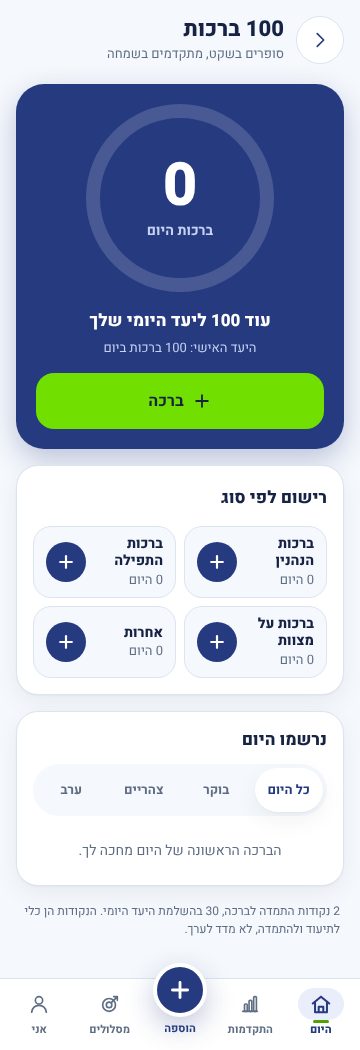 100 ברכות
סופרים בשקט, מתקדמים בשמחה
0
ברכות היום
עוד 100 ליעד היומי שלך
היעד האישי: 100 ברכות ביום
+ ברכה
רישום לפי סוג
ברכות
הנהנין
0 היום
ברכות
התפילה
0 היום
ברכות על
מצוות
0 היום
אחרות
0 היום
נרשמו היום
כל היום
בוקר
צהריים
ערב
הברכה הראשונה של היום מחכה לך.
2 נקודות התמדה לברכה, 30 בהשלמת היעד היומי. הנקודות הן כלי
לתיעוד ולהתמדה, לא מדד לערך.
היום
התקדמות
הוספה
מסלולים
אני